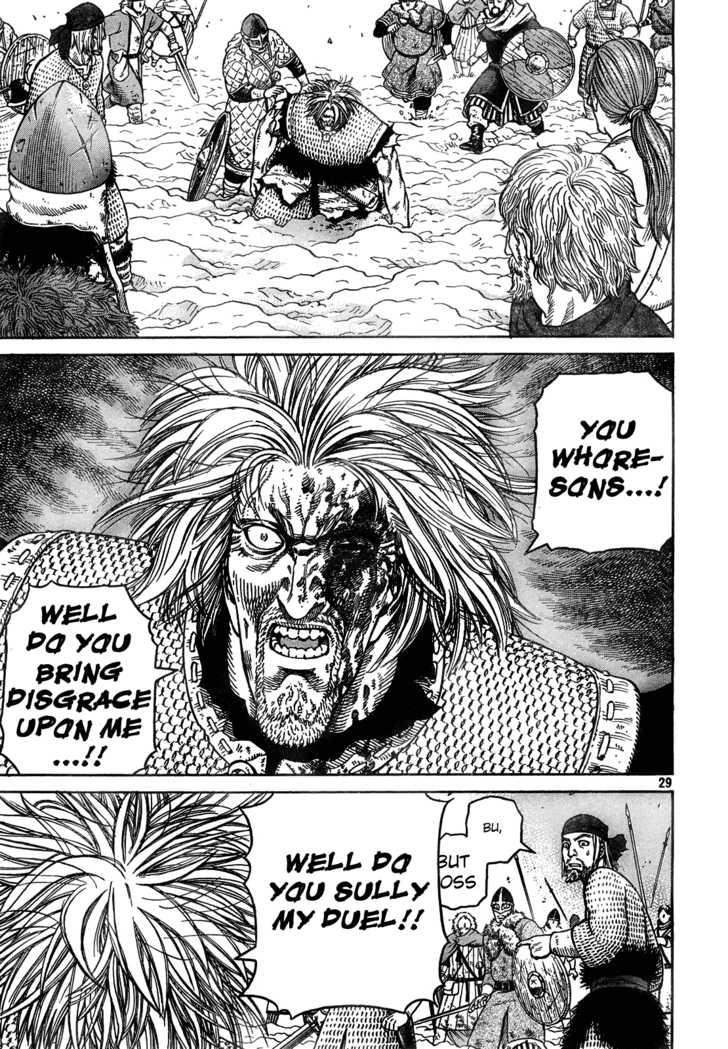 YOU
WHORE-
SONS...!
WELL
DO YOU
BRING
DISGRACE
UPON ME
...!!
29
BU,
BUT
OSS
WELL DO
YOU SULLY
MY DUEL!!